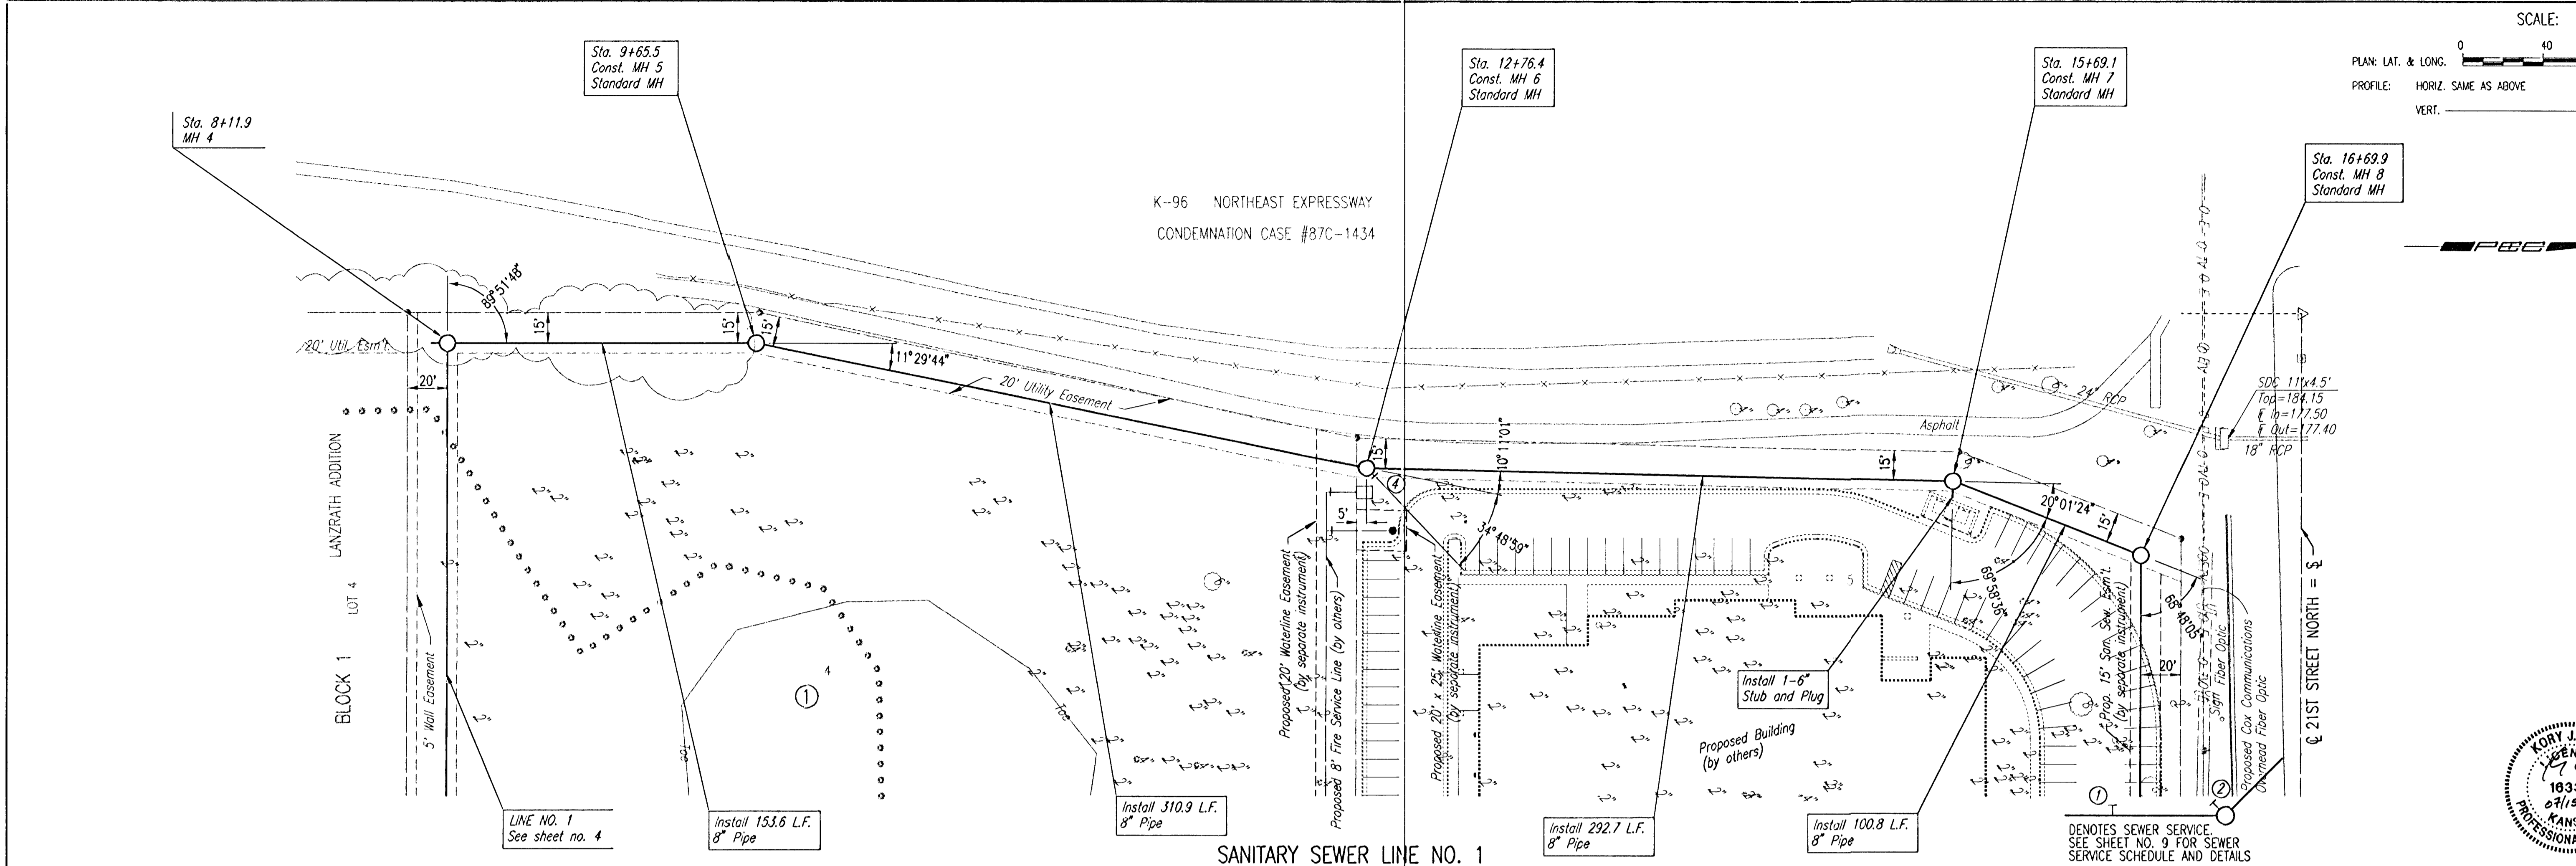 SCALE:
0 40
PLAN: LAT. & LONG.
PROFILE: HORIZ. SAME AS ABOVE
VERT.
Sta. 8+11.9
MH 4
Sta. 9+65.5
Const. MH 5
Standard MH
Sta. 12+76.4
Const. MH 6
Standard MH
Sta. 15+69.1
Const. MH 7
Standard MH
Sta. 16+69.9
Const. MH 8
Standard MH
K-96 NORTHEAST EXPRESSWAY
CONDEMNATION CASE #87C-1434
PEC
89°51'48"
15'
15'
15'
20' Util. Esm't.
20'
11°29'44"
20' Utility Easement
15'
10°11'01"
15'
Asphalt
24" RCP
SDC 11'x4.5'
Top=184.15
In=177.50
Out=177.40
18" RCP
4
5'
34°48'59"
20°01'24"
15'
69°58'36"
68°48'05"
20'
BLOCK 1
LOT 4
LANZRATH ADDITION
5' Wall Easement
4
1
Toe
5
Proposed 20' Waterline Easement
(by separate instrument)
Proposed 8' Fire Service Line (by others)
Proposed 20' x 25' Waterline Easement
(by separate instrument)
Install 1-6"
Stub and Plug
Proposed Building
(by others)
Prop. 15' San. Sew. Esm't.
(by separate instrument)
Sign Fiber Optic
Proposed Cox Communications
Overhead Fiber Optic
℄ 21ST STREET NORTH = ℄
LINE NO. 1
See sheet no. 4
Install 153.6 L.F.
8" Pipe
Install 310.9 L.F.
8" Pipe
Install 292.7 L.F.
8" Pipe
Install 100.8 L.F.
8" Pipe
1
2
DENOTES SEWER SERVICE.
SEE SHEET NO. 9 FOR SEWER
SERVICE SCHEDULE AND DETAILS
SANITARY SEWER LINE NO. 1
KORY J.